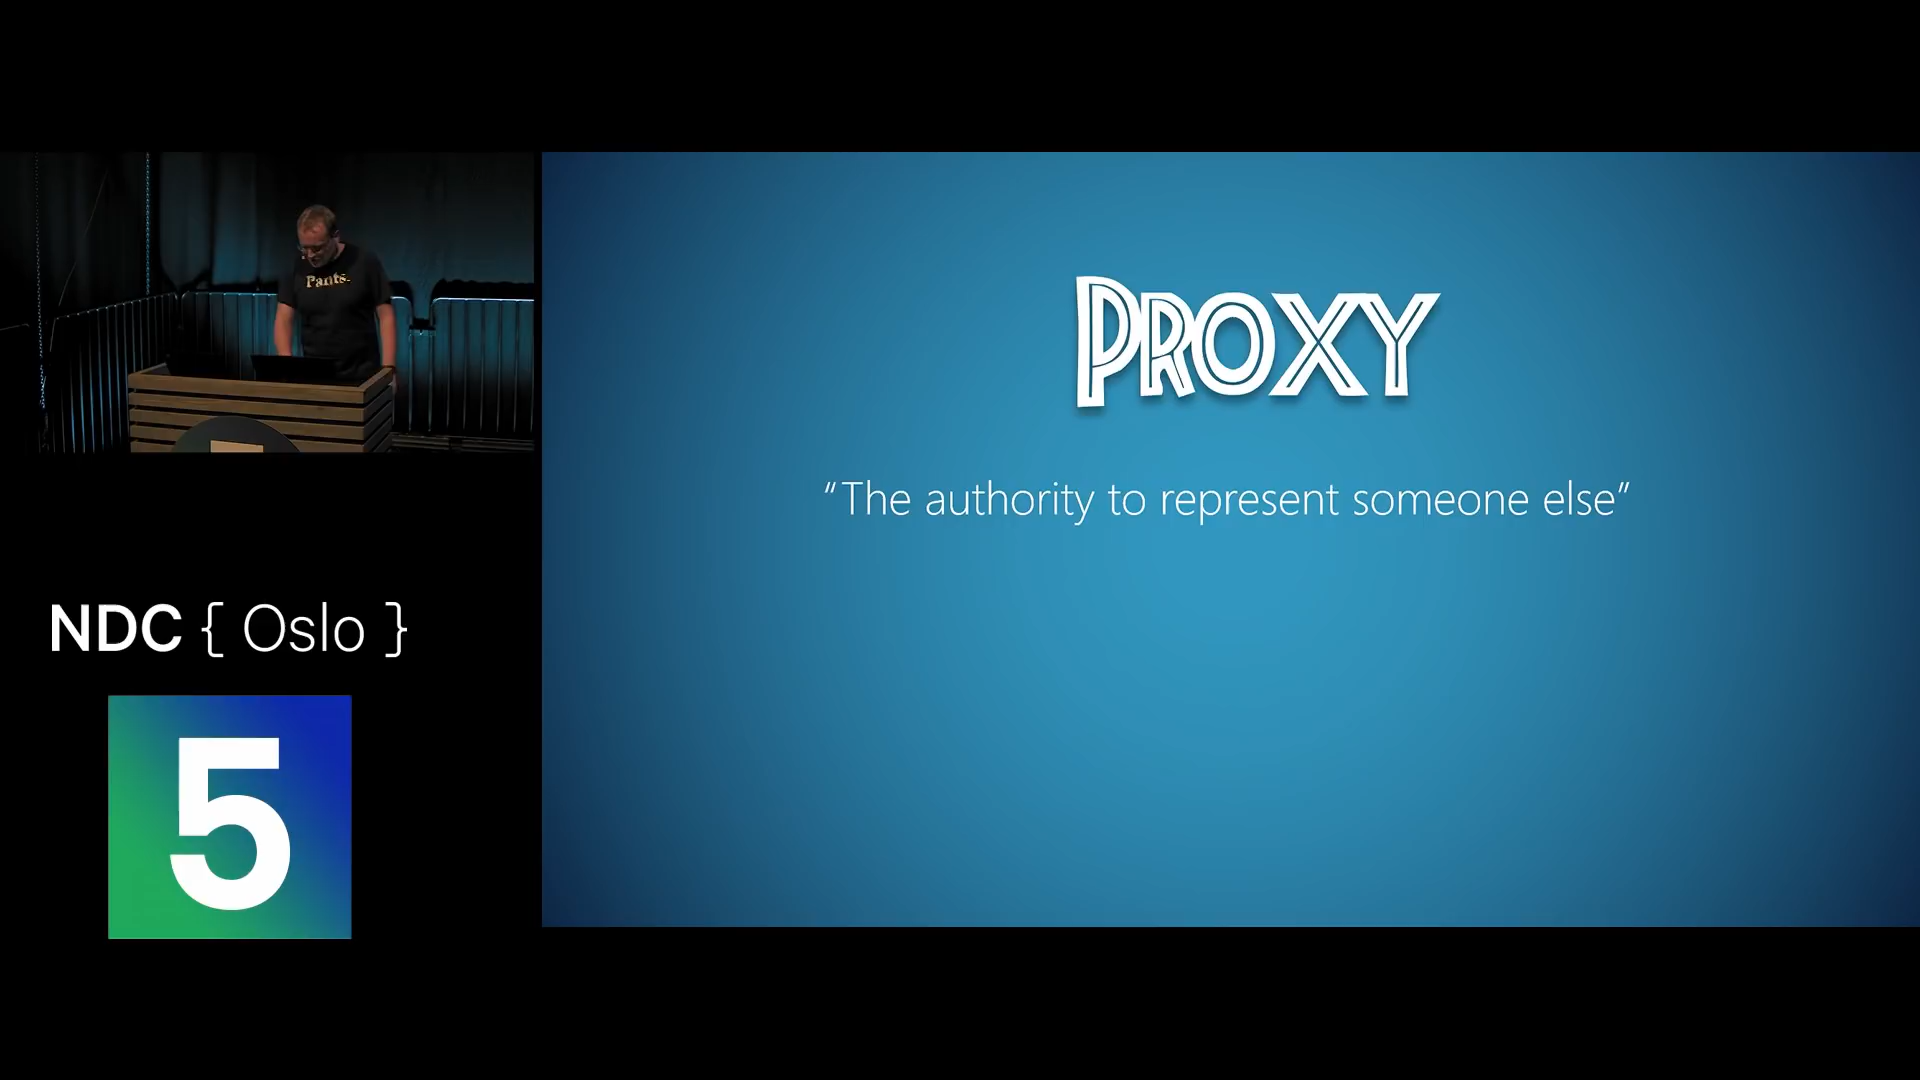 Pants.
NDC { Oslo }
5
PROXY
“The authority to represent someone else”